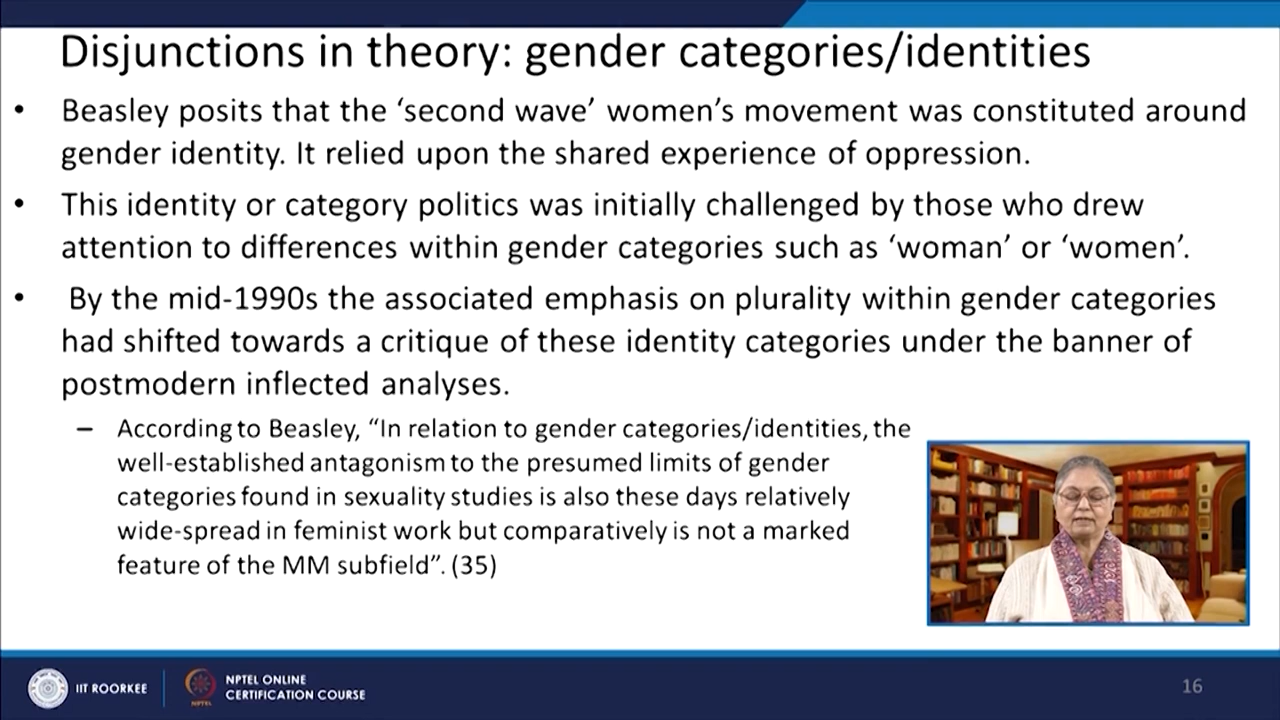 Disjunctions in theory: gender categories/identities
• Beasley posits that the ‘second wave’ women’s movement was constituted around
gender identity. It relied upon the shared experience of oppression.
• This identity or category politics was initially challenged by those who drew
attention to differences within gender categories such as ‘woman’ or ‘women’.
• By the mid-1990s the associated emphasis on plurality within gender categories
had shifted towards a critique of these identity categories under the banner of
postmodern inflected analyses.
– According to Beasley, “In relation to gender categories/identities, the
well-established antagonism to the presumed limits of gender
categories found in sexuality studies is also these days relatively
wide-spread in feminist work but comparatively is not a marked
feature of the MM subfield”. (35)
IIT ROORKEE
NPTEL
NPTEL ONLINE
CERTIFICATION COURSE
16